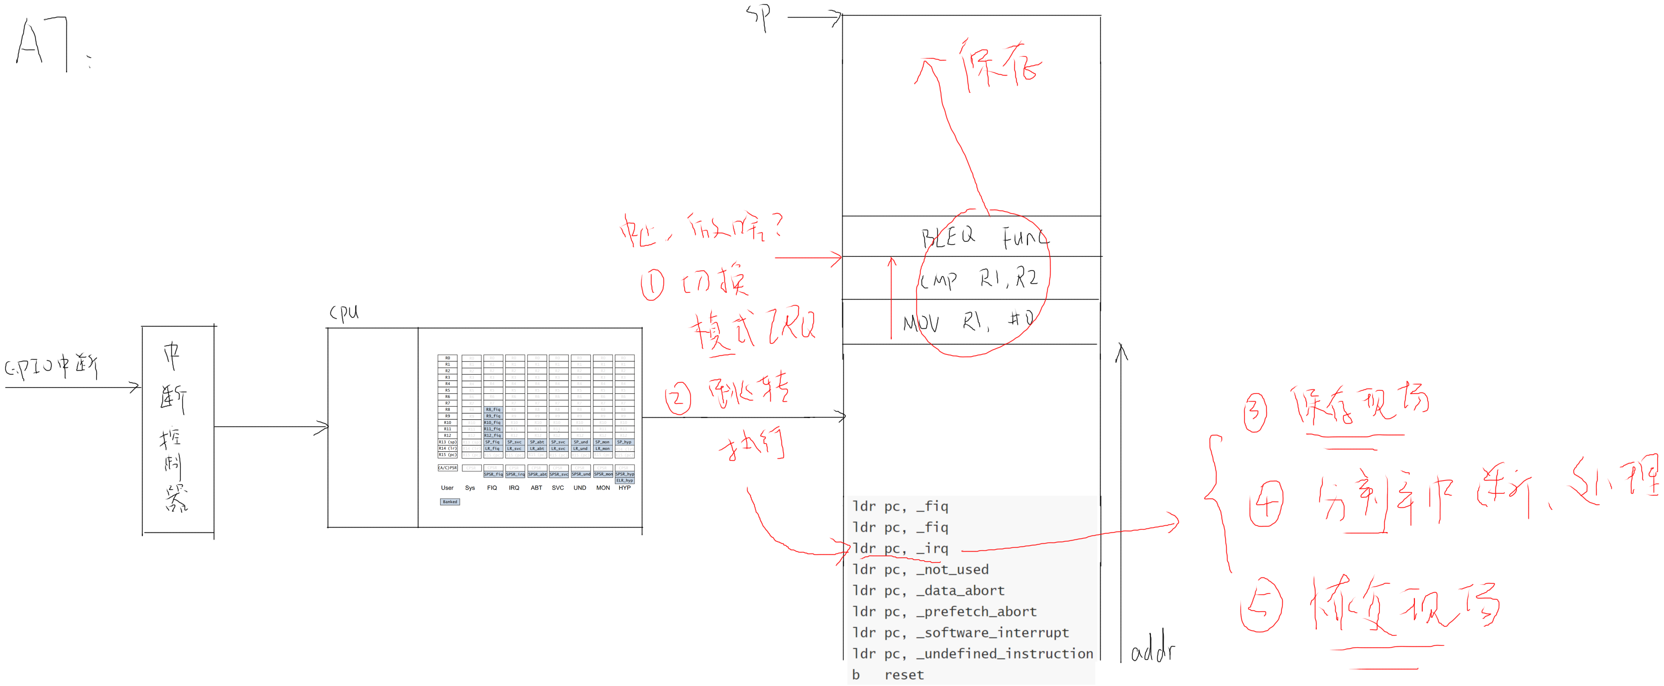 A7:
SP
保存
BLEQ FUNC
CMP R1, R2
MOV R1, #0
做啥?
① 切换
模式IRQ
② 跳转
执行
GPIO中断
中断控制器
cpu
R0
R1
R2
R3
R4
R5
R6
R7
R8 R8_fiq
R9 R9_fiq
R10 R10_fiq
R11 R11_fiq
R12 R12_fiq
R13 (sp) SP_fiq SP_svc SP_abt SP_svc SP_und SP_mon SP_hyp
R14 (lr) LR_fiq LR_svc LR_abt LR_svc LR_und LR_mon
R15 (pc)
(A/C)PSR
SPSR_fiq SPSR_irq SPSR_abt SPSR_svc SPSR_und SPSR_mon SPSR_hyp
ELR_hyp
User Sys FIQ IRQ ABT SVC UND MON HYP
Banked
ldr pc, _fiq
ldr pc, _fiq
ldr pc, _irq
ldr pc, _not_used
ldr pc, _data_abort
ldr pc, _prefetch_abort
ldr pc, _software_interrupt
ldr pc, _undefined_instruction
b reset
addr
③ 保存现场
④ 分辨中断、处理
⑤ 恢复现场